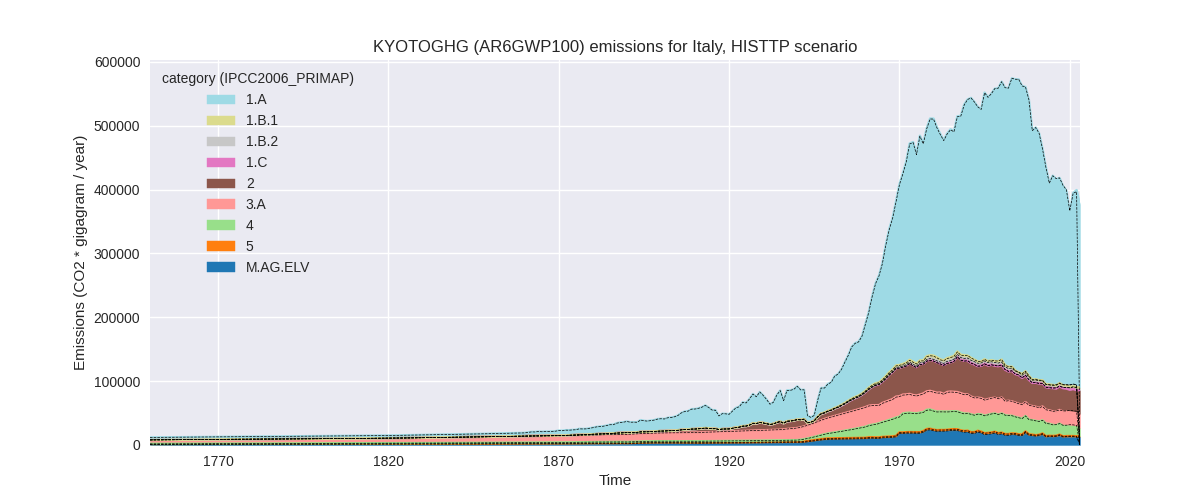 KYOTOGHG (AR6GWP100) emissions for Italy, HISTTP scenario
600000
500000
400000
300000
200000
100000
0
Emissions (CO2 * gigagram / year)
category (IPCC2006_PRIMAP)
1.A
1.B.1
1.B.2
1.C
2
3.A
4
5
M.AG.ELV
1770
1820
1870
1920
1970
2020
Time